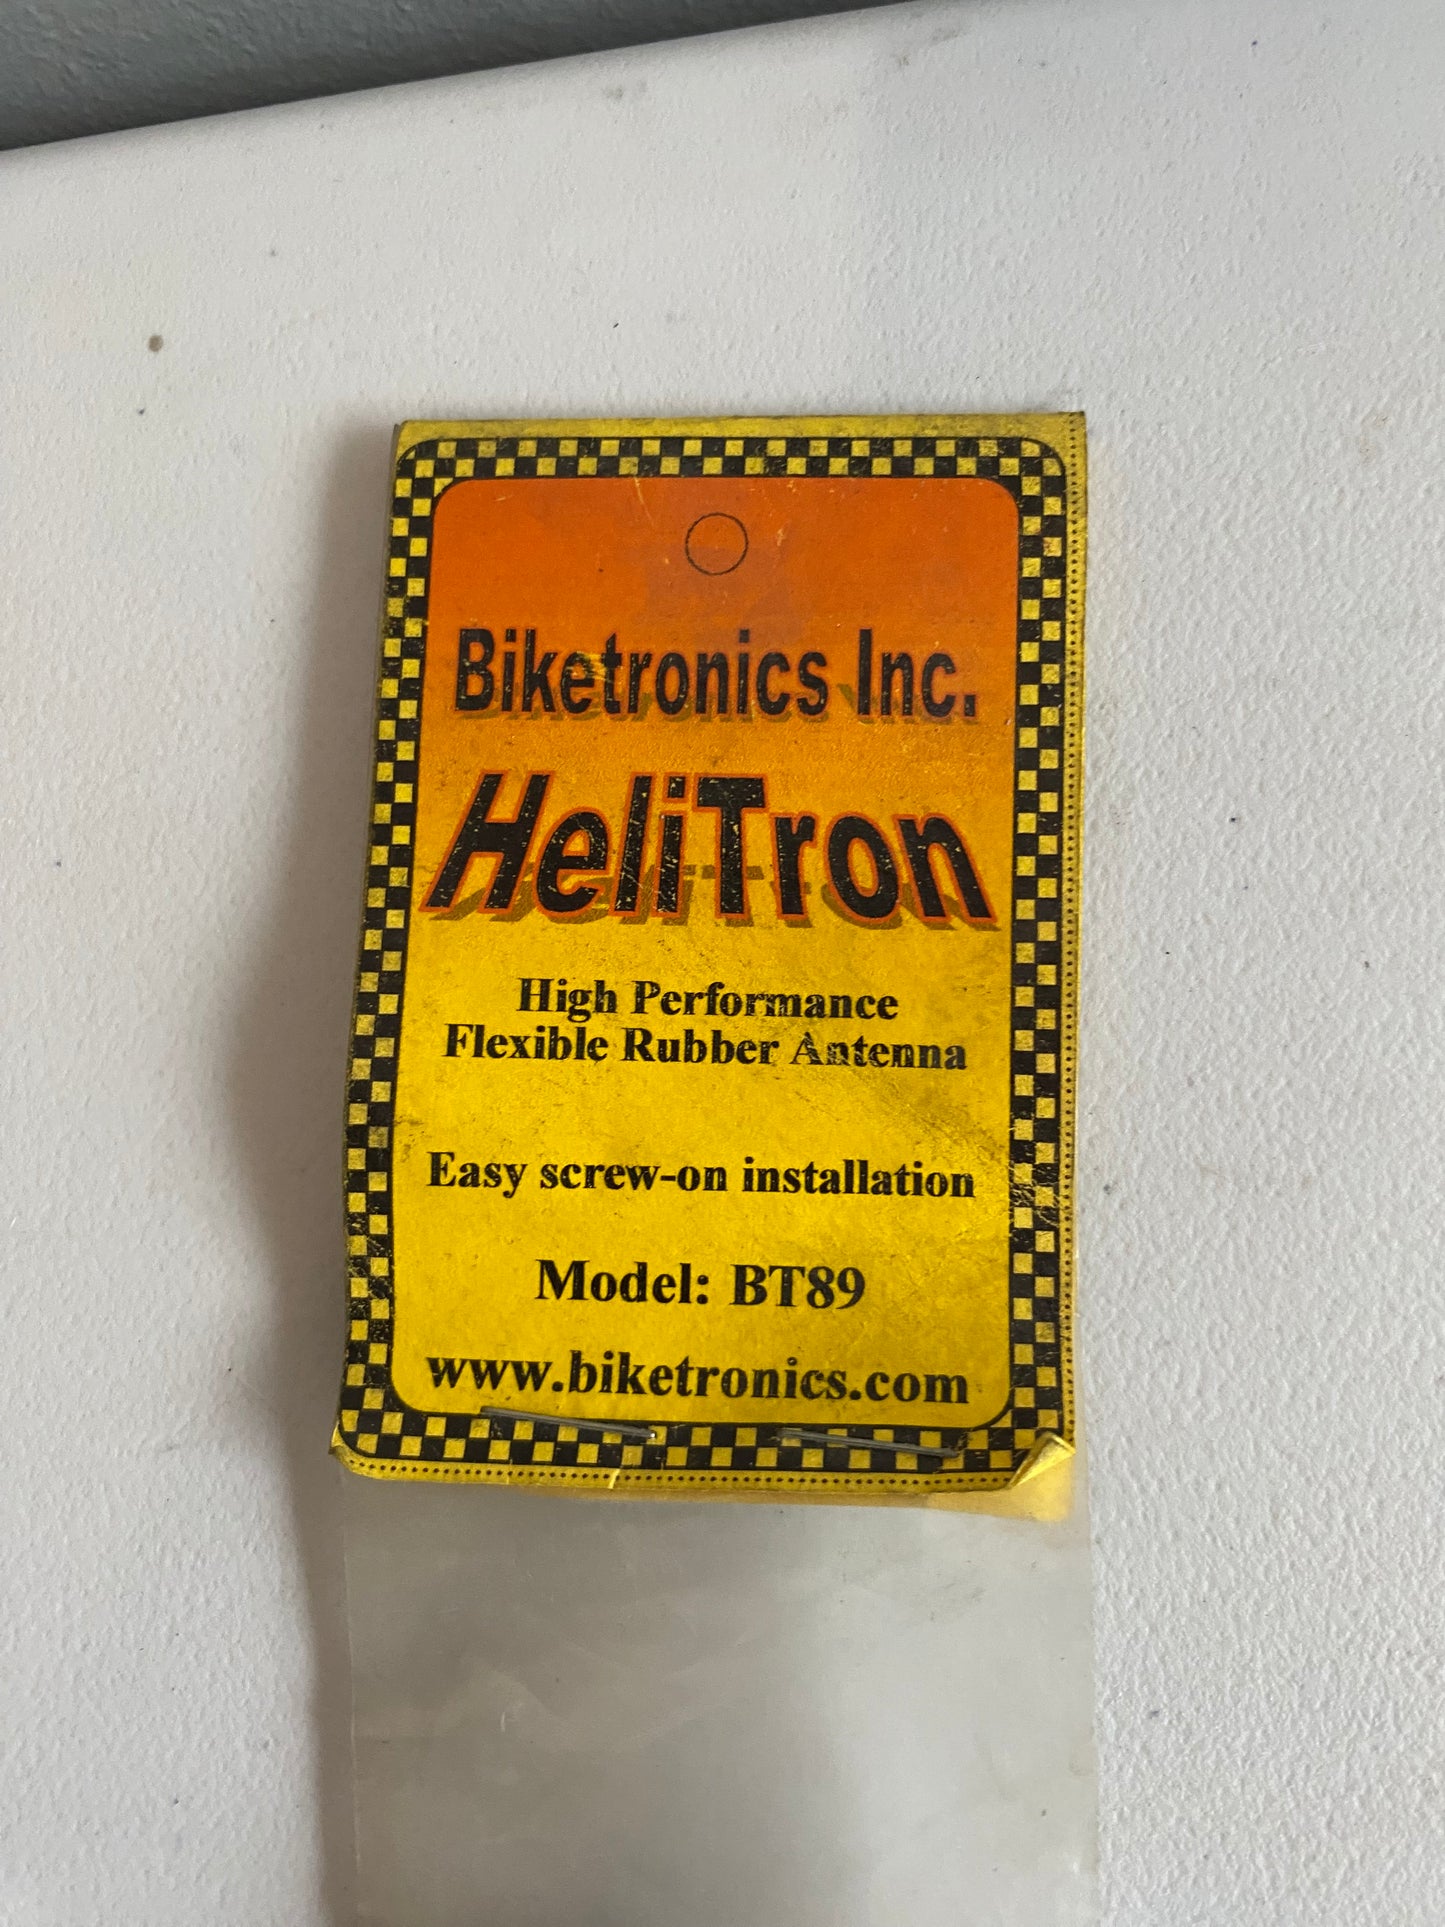 Biketronics Inc.
HeliTron
High Performance
Flexible Rubber Antenna
Easy screw-on installation
Model: BT89
www.biketronics.com